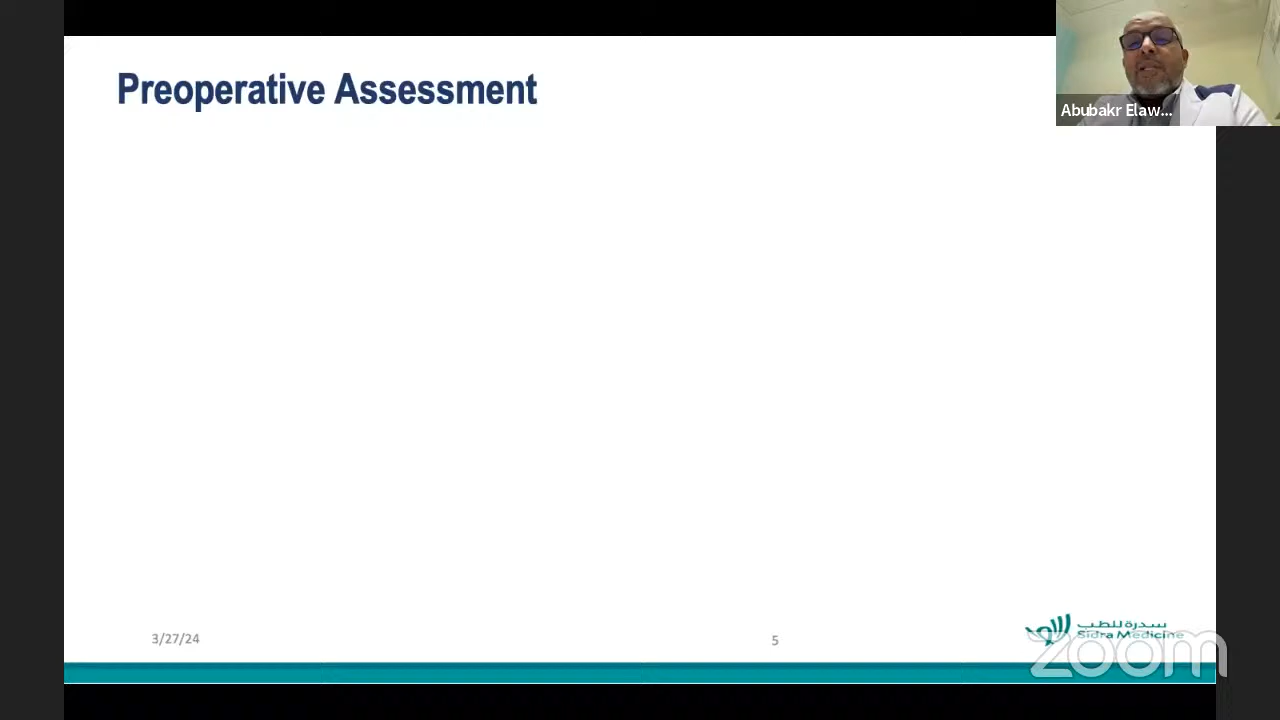 Preoperative Assessment
Abubakr Elaw...
3/27/24
5
سدرة للطب
Sidra Medicine
zoom